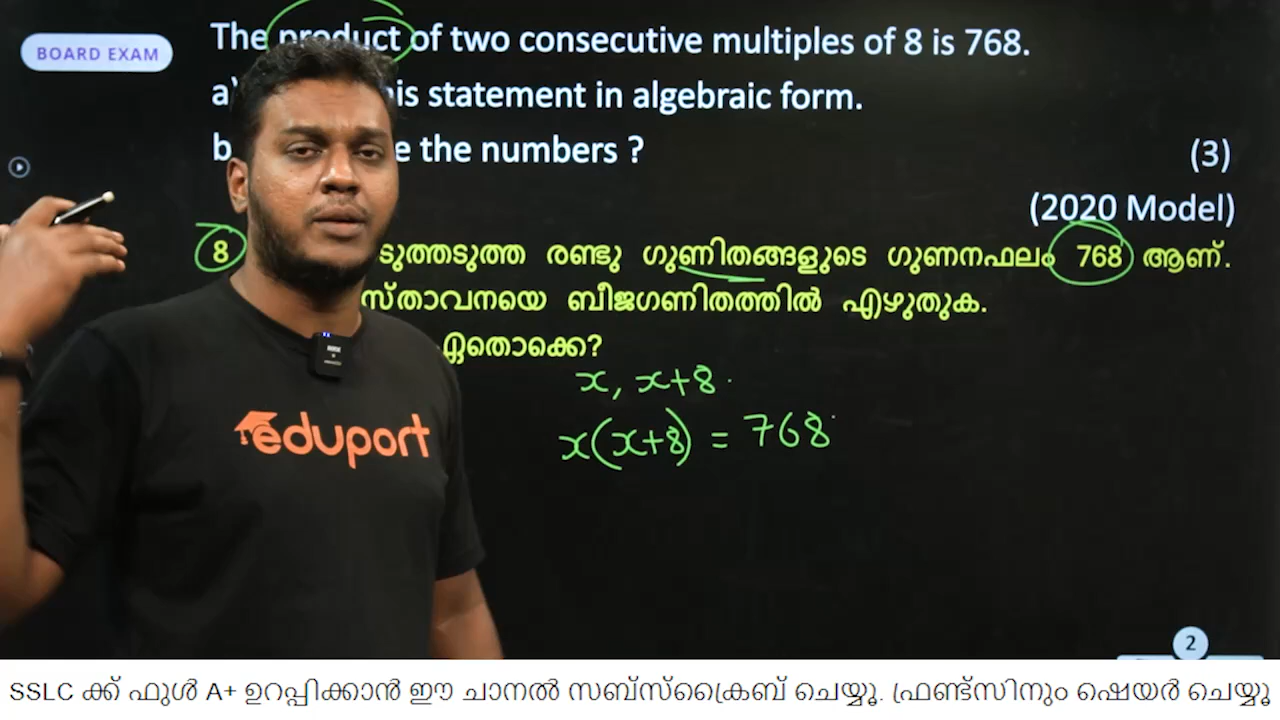 BOARD EXAM
The product of two consecutive multiples of 8 is 768.
a) this statement in algebraic form.
b the numbers ?
(3)
(2020 Model)
8 ടുത്തടുത്ത രണ്ടു ഗുണിതങ്ങളുടെ ഗുണനഫലം 768 ആണ്.
സ്താവനയെ ബീജഗണിതത്തിൽ എഴുതുക.
ഏതൊക്കെ?
x, x+8
x(x+8) = 768
eduport
2
SSLC ക്ക് ഫുൾ A+ ഉറപ്പിക്കാൻ ഈ ചാനൽ സബ്സ്ക്രൈബ് ചെയ്യൂ. ഫ്രണ്ട്സിനും ഷെയർ ചെയ്യൂ